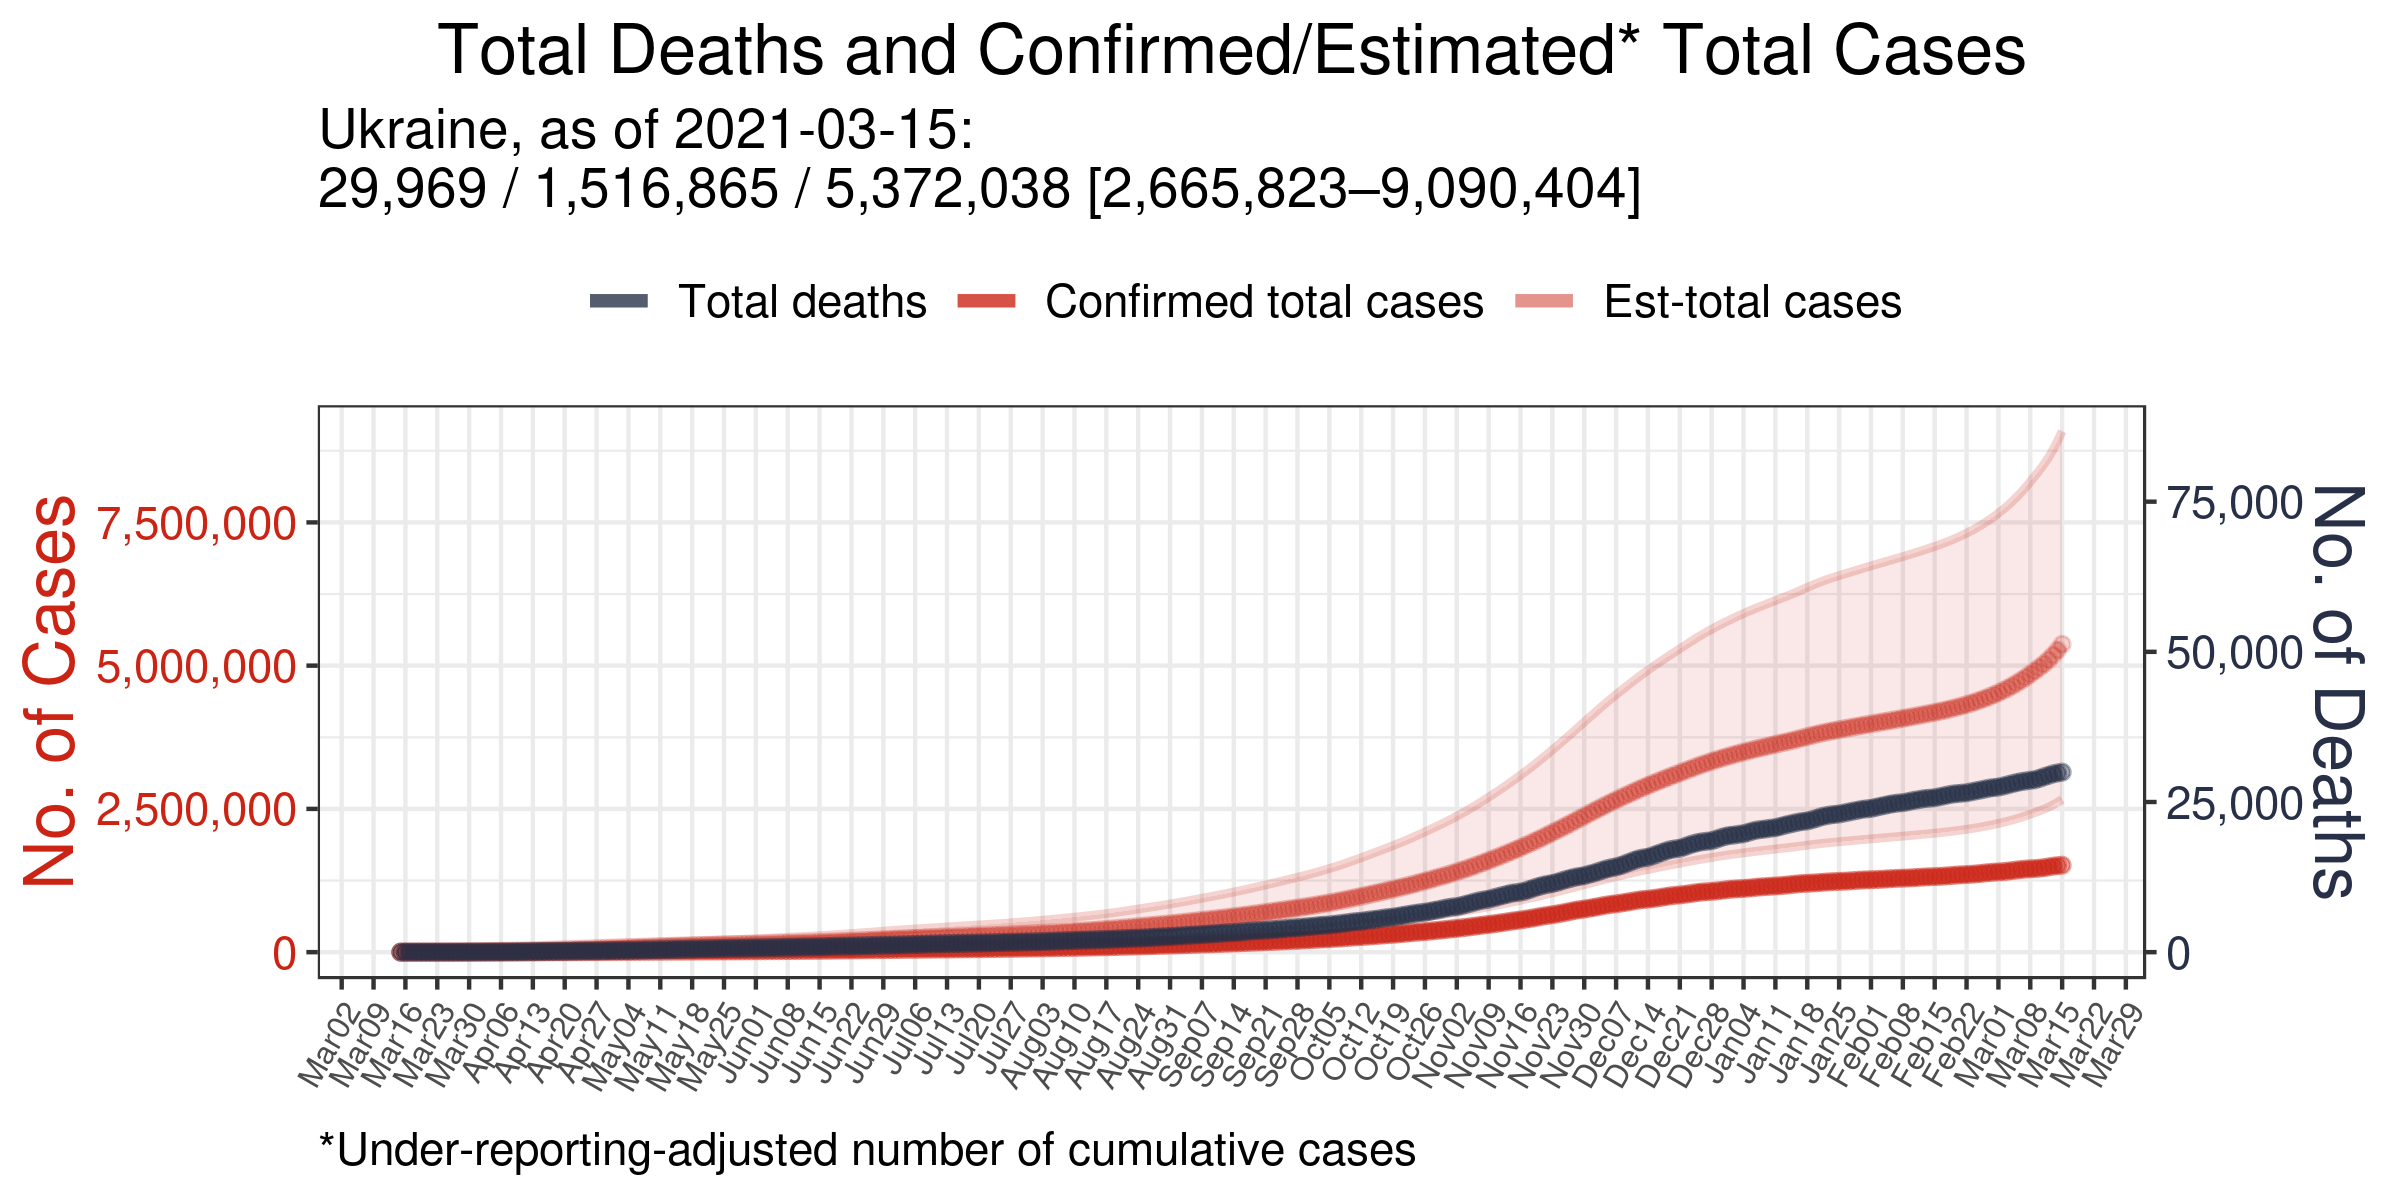 Total Deaths and Confirmed/Estimated* Total Cases
Ukraine, as of 2021-03-15:
29,969 / 1,516,865 / 5,372,038 [2,665,823–9,090,404]
Total deaths
Confirmed total cases
Est-total cases
No. of Cases
7,500,000
5,000,000
2,500,000
0
75,000
50,000
25,000
0
No. of Deaths
Mar02
Mar09
Mar16
Mar23
Mar30
Apr06
Apr13
Apr20
Apr27
May04
May11
May18
May25
Jun01
Jun08
Jun15
Jun22
Jun29
Jul06
Jul13
Jul20
Jul27
Aug03
Aug10
Aug17
Aug24
Aug31
Sep07
Sep14
Sep21
Sep28
Oct05
Oct12
Oct19
Oct26
Nov02
Nov09
Nov16
Nov23
Nov30
Dec07
Dec14
Dec21
Dec28
Jan04
Jan11
Jan18
Jan25
Feb01
Feb08
Feb15
Feb22
Mar01
Mar08
Mar15
Mar22
Mar29
*Under-reporting-adjusted number of cumulative cases